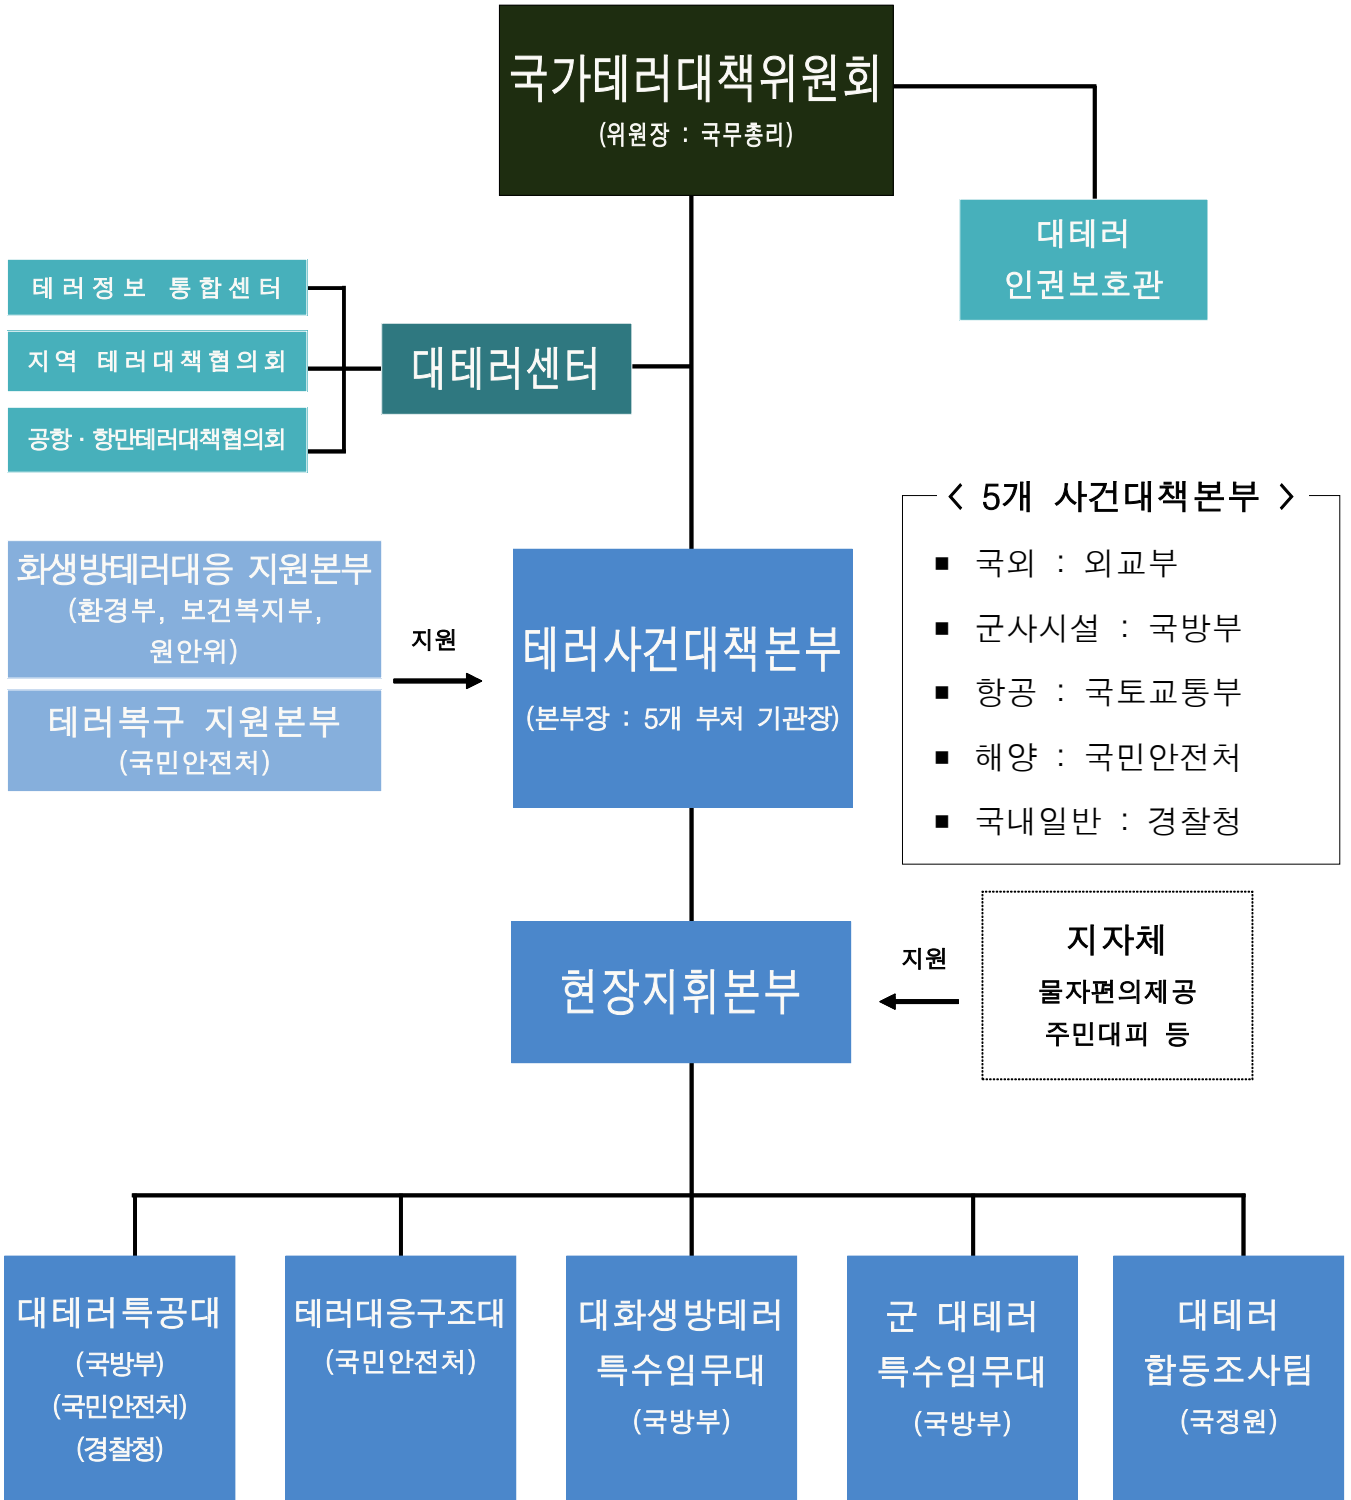 국가테러대책위원회
(위원장 : 국무총리)
대테러
인권보호관
테러정보 통합센터
지역 테러대책협의회
공항·항만테러대책협의회
대테러센터
< 5개 사건대책본부 >
■ 국외 : 외교부
■ 군사시설 : 국방부
■ 항공 : 국토교통부
■ 해양 : 국민안전처
■ 국내일반 : 경찰청
화생방테러대응 지원본부
(환경부, 보건복지부,
원안위)
테러복구 지원본부
(국민안전처)
지원
테러사건대책본부
(본부장 : 5개 부처 기관장)
현장지휘본부
지원
지자체
물자편의제공
주민대피 등
대테러특공대
(국방부)
(국민안전처)
(경찰청)
테러대응구조대
(국민안전처)
대화생방테러
특수임무대
(국방부)
군 대테러
특수임무대
(국방부)
대테러
합동조사팀
(국정원)